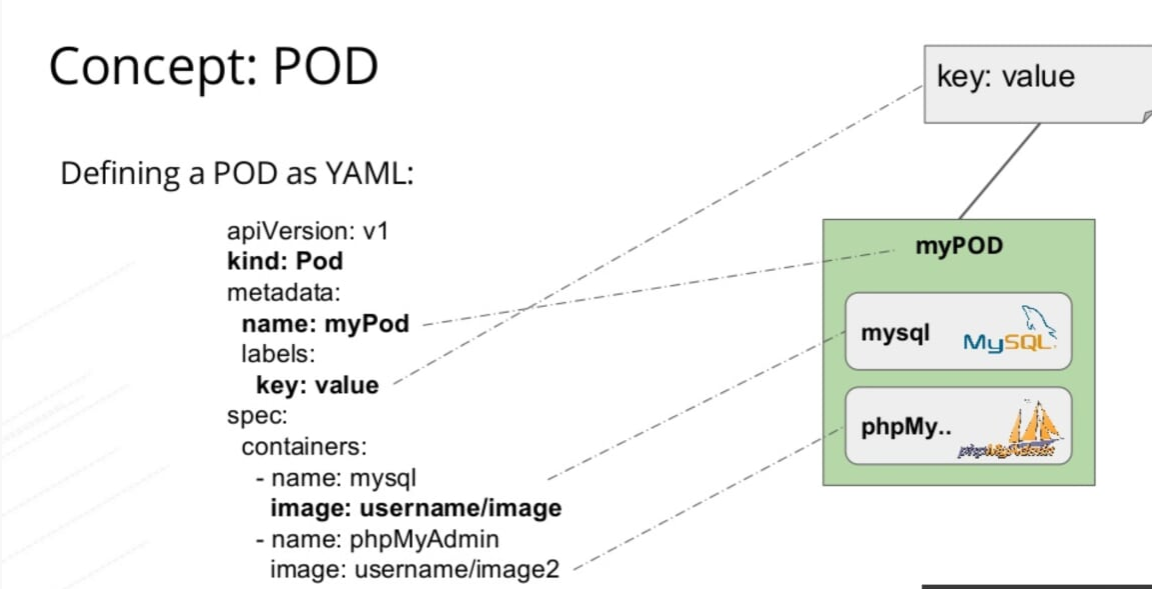 Concept: POD
key: value
Defining a POD as YAML:
apiVersion: v1
kind: Pod
metadata:
name: myPod
labels:
key: value
spec:
containers:
- name: mysql
image: username/image
- name: phpMyAdmin
image: username/image2
myPOD
mysql
MySQL
phpMy..
phpMyAdmin